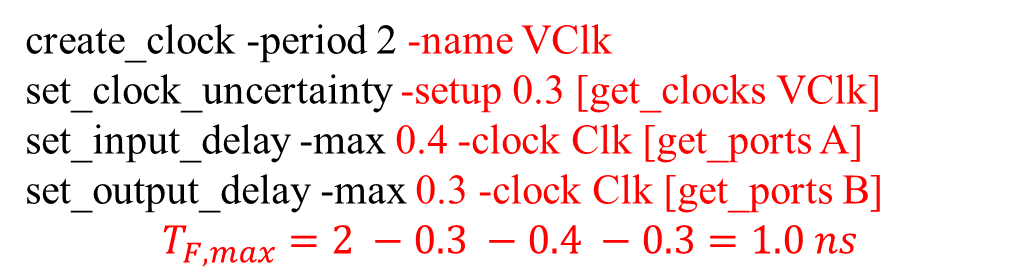 create_clock -period 2 -name VClk
set_clock_uncertainty -setup 0.3 [get_clocks VClk]
set_input_delay -max 0.4 -clock Clk [get_ports A]
set_output_delay -max 0.3 -clock Clk [get_ports B]
T_{F,max} = 2 − 0.3 − 0.4 − 0.3 = 1.0 ns